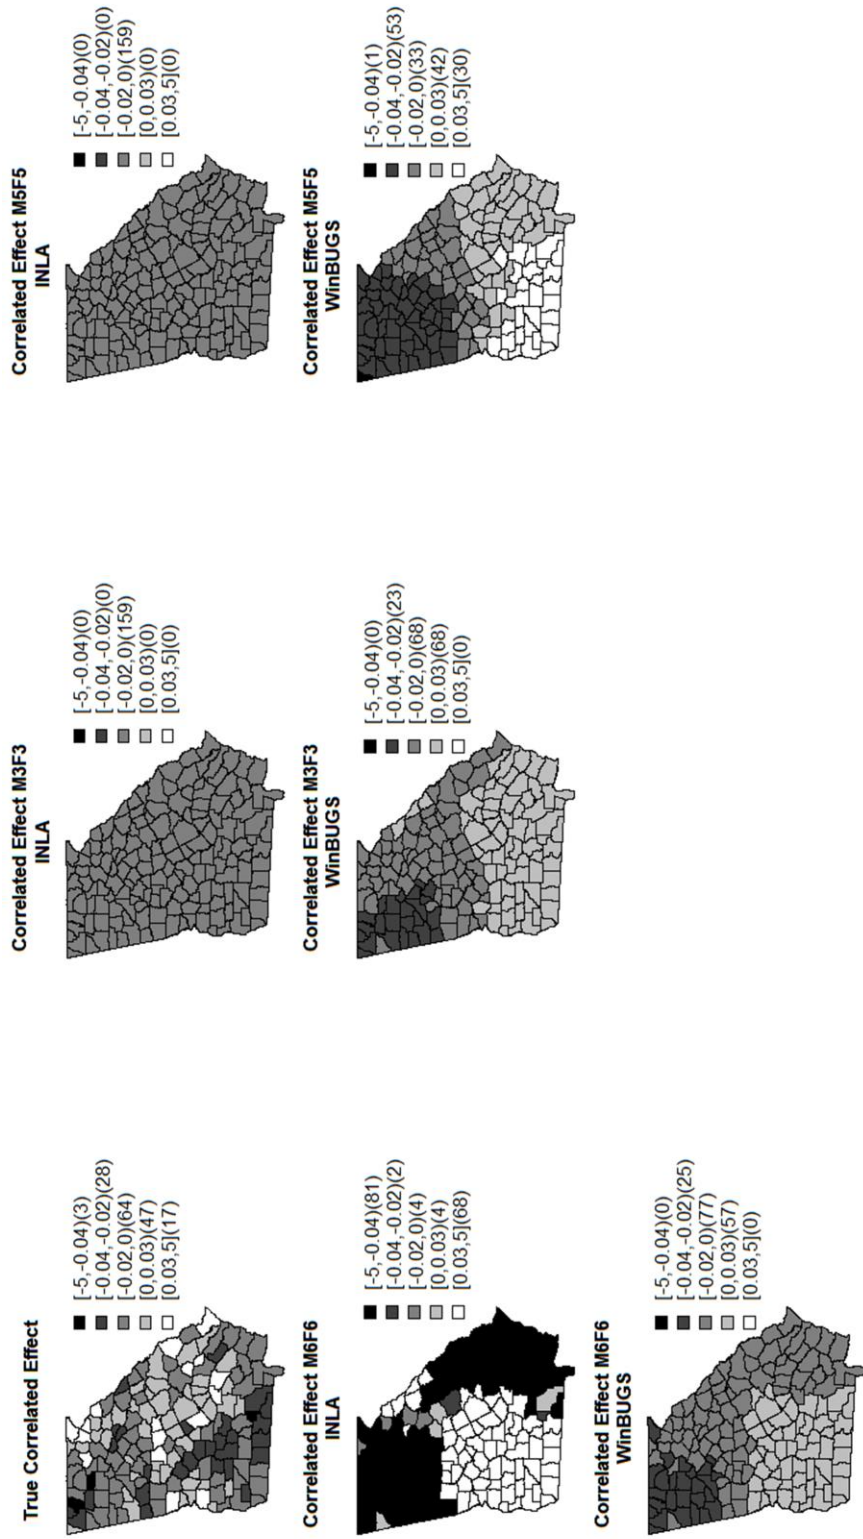 True Correlated Effect
[-5,-0.04)(3)
[-0.04,-0.02)(28)
[-0.02,0)(64)
[0,0.03)(47)
[0.03,5](17)
Correlated Effect M3F3
INLA
[-5,-0.04)(0)
[-0.04,-0.02)(0)
[-0.02,0)(159)
[0,0.03)(0)
[0.03,5](0)
Correlated Effect M5F5
INLA
[-5,-0.04)(0)
[-0.04,-0.02)(0)
[-0.02,0)(159)
[0,0.03)(0)
[0.03,5](0)
Correlated Effect M6F6
INLA
[-5,-0.04)(81)
[-0.04,-0.02)(2)
[-0.02,0)(4)
[0,0.03)(4)
[0.03,5](68)
Correlated Effect M3F3
WinBUGS
[-5,-0.04)(0)
[-0.04,-0.02)(23)
[-0.02,0)(68)
[0,0.03)(68)
[0.03,5](0)
Correlated Effect M5F5
WinBUGS
[-5,-0.04)(1)
[-0.04,-0.02)(53)
[-0.02,0)(33)
[0,0.03)(42)
[0.03,5](30)
Correlated Effect M6F6
WinBUGS
[-5,-0.04)(0)
[-0.04,-0.02)(25)
[-0.02,0)(77)
[0,0.03)(57)
[0.03,5](0)